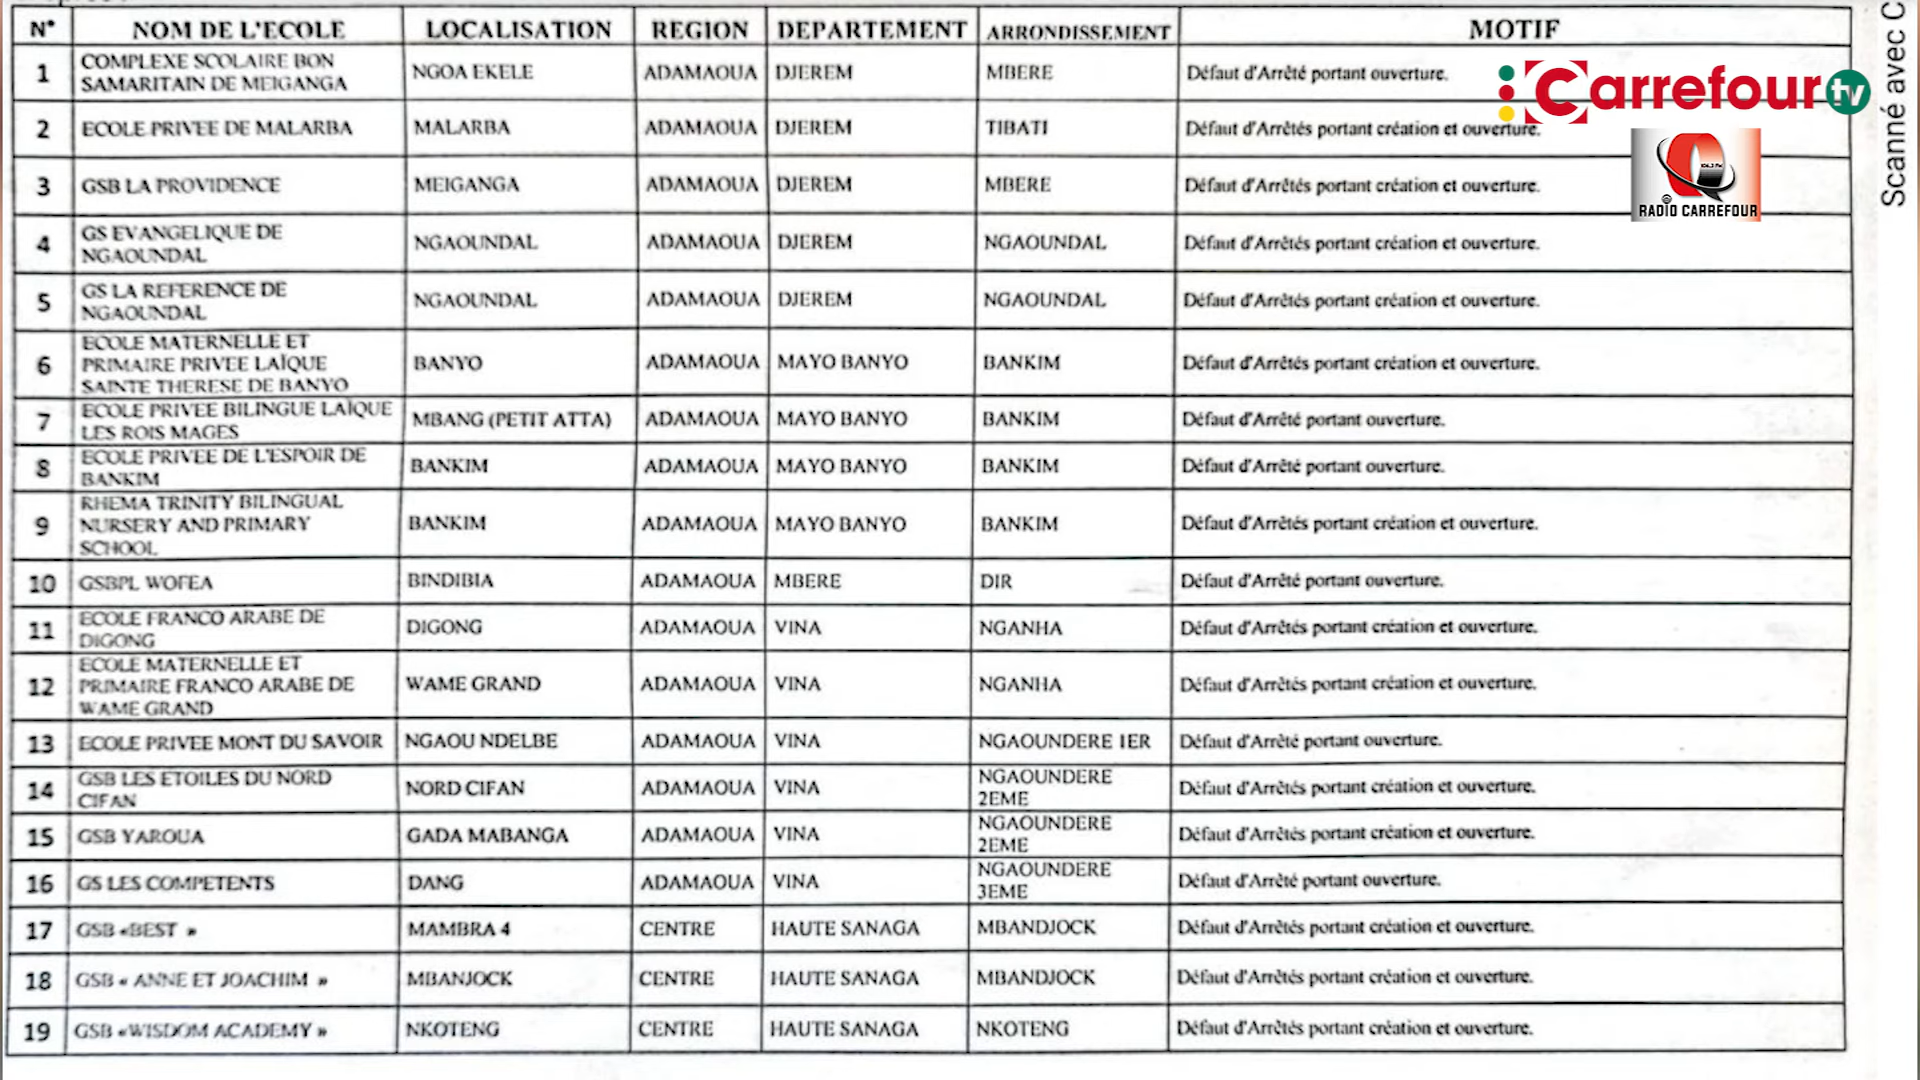 N° NOM DE L'ECOLE LOCALISATION REGION DEPARTEMENT ARRONDISSEMENT MOTIF
1 COMPLEXE SCOLAIRE BON SAMARITAIN DE MEIGANGA NGOA EKELE ADAMAOUA DJEREM MBERE Défaut d'Arrêté portant ouverture.
2 ECOLE PRIVEE DE MALARBA MALARBA ADAMAOUA DJEREM TIBATI Défaut d'Arrêtés portant création et ouverture.
3 GSB LA PROVIDENCE MEIGANGA ADAMAOUA DJEREM MBERE Défaut d'Arrêtés portant création et ouverture.
4 GS EVANGELIQUE DE NGAOUNDAL NGAOUNDAL ADAMAOUA DJEREM NGAOUNDAL Défaut d'Arrêtés portant création et ouverture.
5 GS LA REFERENCE DE NGAOUNDAL NGAOUNDAL ADAMAOUA DJEREM NGAOUNDAL Défaut d'Arrêtés portant création et ouverture.
6 ECOLE MATERNELLE ET PRIMAIRE PRIVEE LAÏQUE SAINTE THERESE DE BANYO BANYO ADAMAOUA MAYO BANYO BANKIM Défaut d'Arrêtés portant création et ouverture.
7 ECOLE PRIVEE BILINGUE LAÏQUE LES ROIS MAGES MBANG (PETIT ATTA) ADAMAOUA MAYO BANYO BANKIM Défaut d'Arrêté portant ouverture.
8 ECOLE PRIVEE DE L'ESPOIR DE BANKIM BANKIM ADAMAOUA MAYO BANYO BANKIM Défaut d'Arrêté portant ouverture.
9 RHEMA TRINITY BILINGUAL NURSERY AND PRIMARY SCHOOL BANKIM ADAMAOUA MAYO BANYO BANKIM Défaut d'Arrêtés portant création et ouverture.
10 GSBPL WOFEA BINDIBIA ADAMAOUA MBERE DIR Défaut d'Arrêté portant ouverture.
11 ECOLE FRANCO ARABE DE DIGONG DIGONG ADAMAOUA VINA NGANHA Défaut d'Arrêtés portant création et ouverture.
12 ECOLE MATERNELLE ET PRIMAIRE FRANCO ARABE DE WAME GRAND WAME GRAND ADAMAOUA VINA NGANHA Défaut d'Arrêtés portant création et ouverture.
13 ECOLE PRIVEE MONT DU SAVOIR NGAOU NDELBE ADAMAOUA VINA NGAOUNDERE 1ER Défaut d'Arrêté portant ouverture.
14 GSB LES ETOILES DU NORD CIFAN NORD CIFAN ADAMAOUA VINA NGAOUNDERE 2EME Défaut d'Arrêtés portant création et ouverture.
15 GSB YAROUA GADA MABANGA ADAMAOUA VINA NGAOUNDERE 2EME Défaut d'Arrêtés portant création et ouverture.
16 GS LES COMPETENTS DANG ADAMAOUA VINA NGAOUNDERE 3EME Défaut d'Arrêté portant ouverture.
17 GSB «BEST » MAMBRA 4 CENTRE HAUTE SANAGA MBANDJOCK Défaut d'Arrêtés portant création et ouverture.
18 GSB « ANNE ET JOACHIM » MBANJOCK CENTRE HAUTE SANAGA MBANDJOCK Défaut d'Arrêtés portant création et ouverture.
19 GSB «WISDOM ACADEMY » NKOTENG CENTRE HAUTE SANAGA NKOTENG Défaut d'Arrêtés portant création et ouverture.
Carrefour tv
RADIO CARREFOUR
Scanné avec C